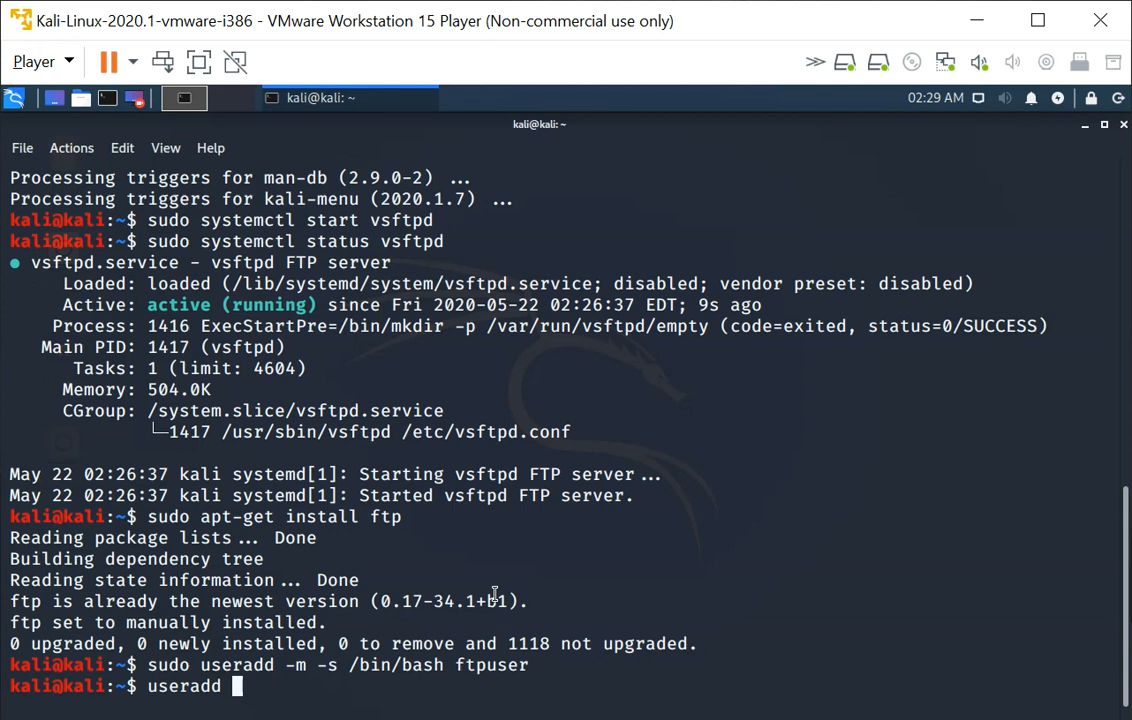 Kali-Linux-2020.1-vmware-i386 - VMware Workstation 15 Player (Non-commercial use only)
Player
kali@kali: ~
02:29 AM
kali@kali:~
File Actions Edit View Help
Processing triggers for man-db (2.9.0-2) ...
Processing triggers for kali-menu (2020.1.7) ...
kali@kali:~$ sudo systemctl start vsftpd
kali@kali:~$ sudo systemctl status vsftpd
● vsftpd.service - vsftpd FTP server
Loaded: loaded (/lib/systemd/system/vsftpd.service; disabled; vendor preset: disabled)
Active: active (running) since Fri 2020-05-22 02:26:37 EDT; 9s ago
Process: 1416 ExecStartPre=/bin/mkdir -p /var/run/vsftpd/empty (code=exited, status=0/SUCCESS)
Main PID: 1417 (vsftpd)
Tasks: 1 (limit: 4604)
Memory: 504.0K
CGroup: /system.slice/vsftpd.service
└─1417 /usr/sbin/vsftpd /etc/vsftpd.conf
May 22 02:26:37 kali systemd[1]: Starting vsftpd FTP server...
May 22 02:26:37 kali systemd[1]: Started vsftpd FTP server.
kali@kali:~$ sudo apt-get install ftp
Reading package lists... Done
Building dependency tree
Reading state information... Done
ftp is already the newest version (0.17-34.1+b1).
ftp set to manually installed.
0 upgraded, 0 newly installed, 0 to remove and 1118 not upgraded.
kali@kali:~$ sudo useradd -m -s /bin/bash ftpuser
kali@kali:~$ useradd